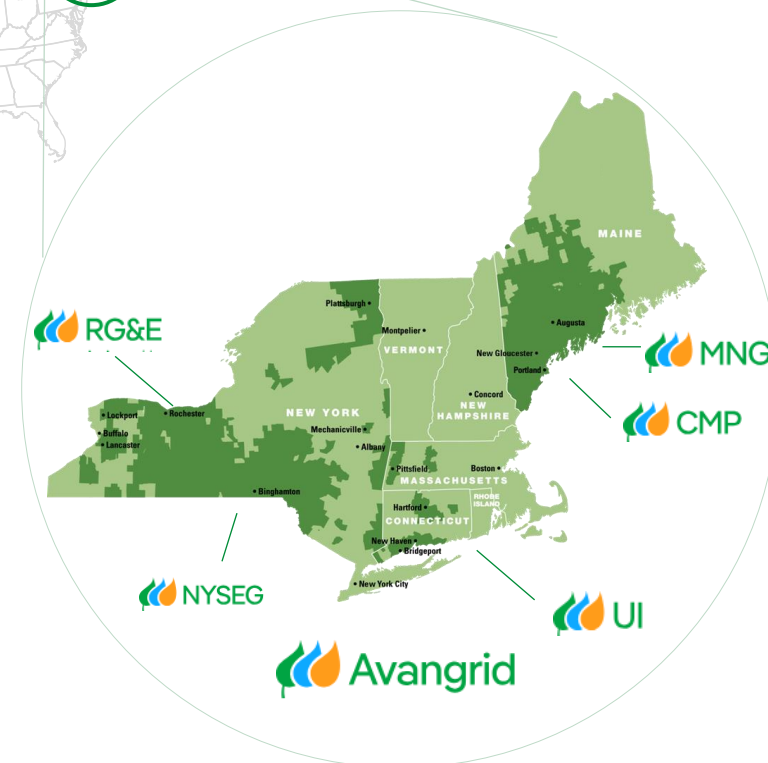 MAINE
Plattsburgh
Augusta
Montpelier
RG&E
VERMONT
New Gloucester
MNG
Portland
Concord
NEW
HAMPSHIRE
Lockport
Rochester
NEW YORK
CMP
Buffalo
Mechanicville
Lancaster
Albany
Pittsfield
Boston
MASSACHUSETTS
Binghamton
RHODE
ISLAND
Hartford
CONNECTICUT
New Haven
Bridgeport
New York City
NYSEG
UI
Avangrid